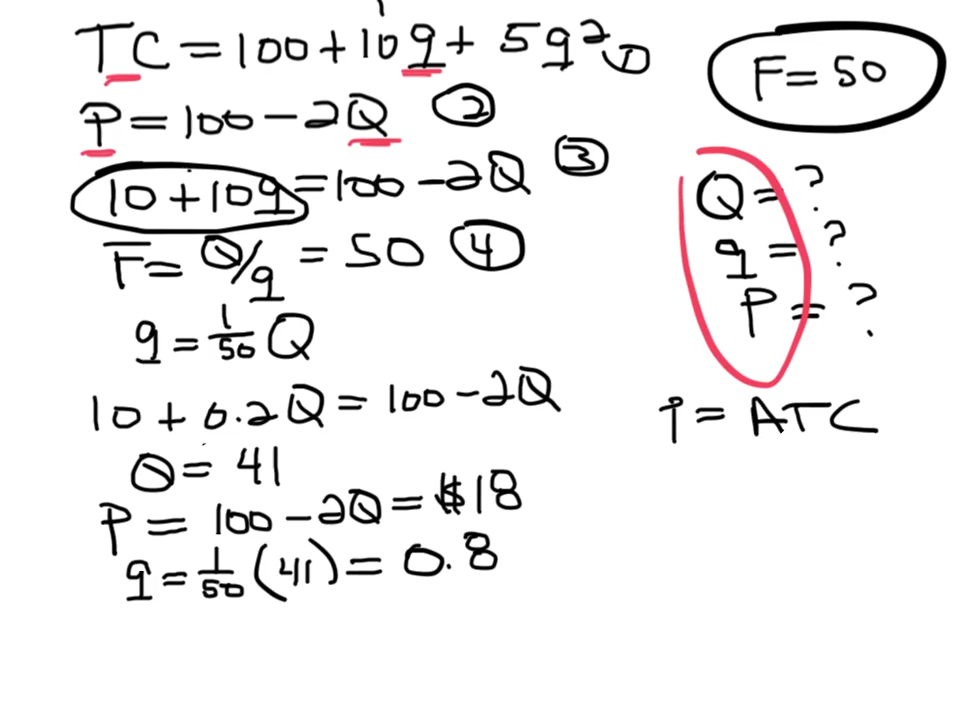 TC = 100 + 10q + 5q² ①
F = 50
P = 100 - 2Q ②
10 + 10q = 100 - 2Q ③
Q = ?
F = Q/q = 50 ④
q = ?
P = ?
q = 1/50 Q
10 + 0.2Q = 100 - 2Q
P = ATC
Q = 41
P = 100 - 2Q = $18
q = 1/50 (41) = 0.8